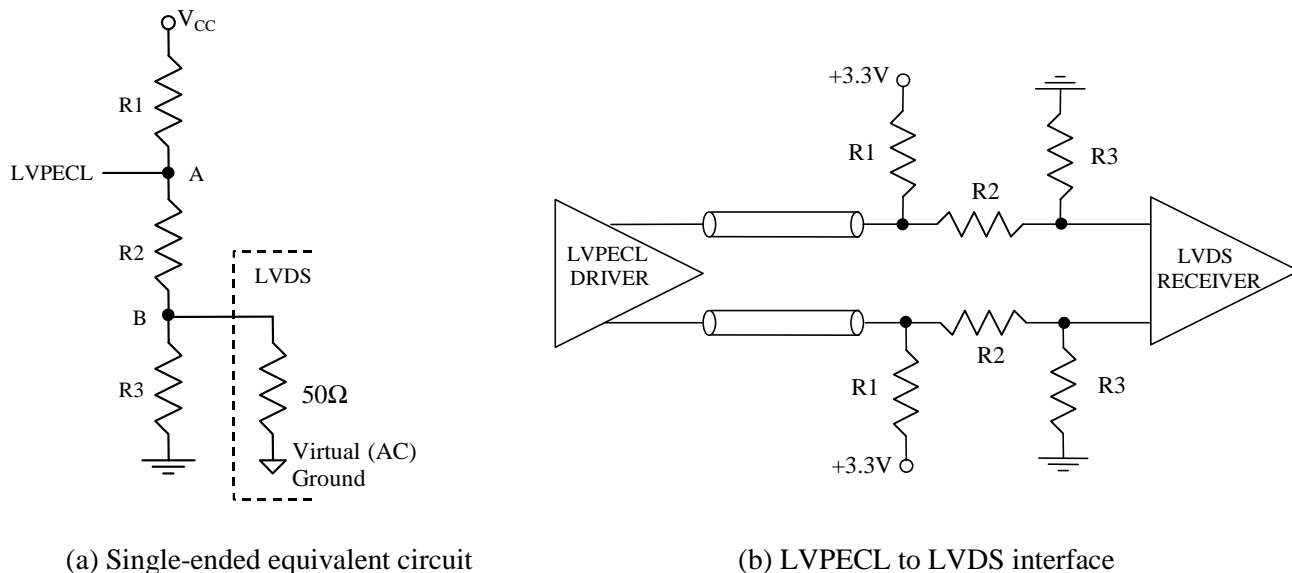 V_CC
R1
LVPECL
A
R2
LVDS
B
R3
50Ω
Virtual (AC)
Ground
(a) Single-ended equivalent circuit
+3.3V
R1
R3
R2
LVPECL
DRIVER
LVDS
RECEIVER
R2
R1
R3
+3.3V
(b) LVPECL to LVDS interface